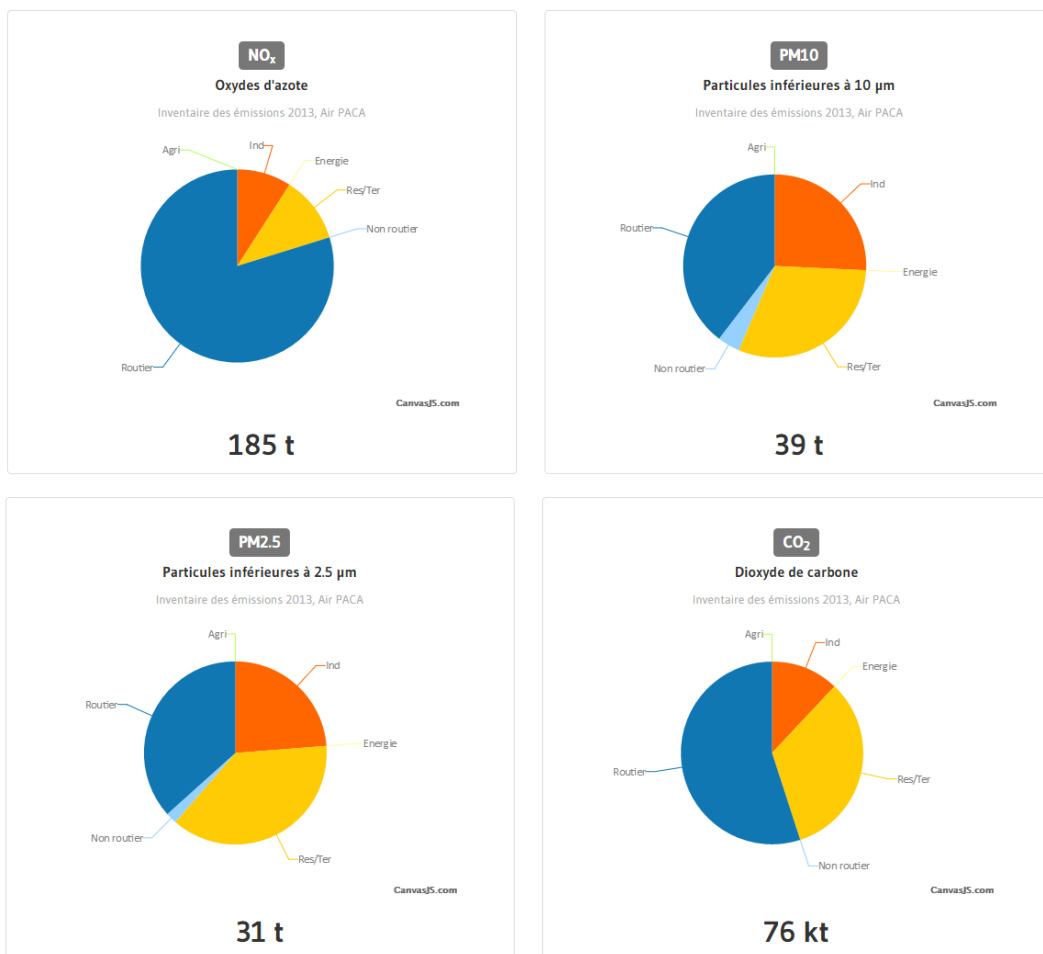 NOx
Oxydes d'azote
Inventaire des émissions 2013, Air PACA
Agri
Ind
Energie
Res/Ter
Non routier
Routier
CanvasJS.com
185 t
PM10
Particules inférieures à 10 µm
Inventaire des émissions 2013, Air PACA
Agri
Ind
Routier
Energie
Non routier
Res/Ter
CanvasJS.com
39 t
PM2.5
Particules inférieures à 2.5 µm
Inventaire des émissions 2013, Air PACA
Agri
Ind
Routier
Energie
Non routier
Res/Ter
CanvasJS.com
31 t
CO₂
Dioxyde de carbone
Inventaire des émissions 2013, Air PACA
Agri
Ind
Energie
Routier
Res/Ter
Non routier
CanvasJS.com
76 kt